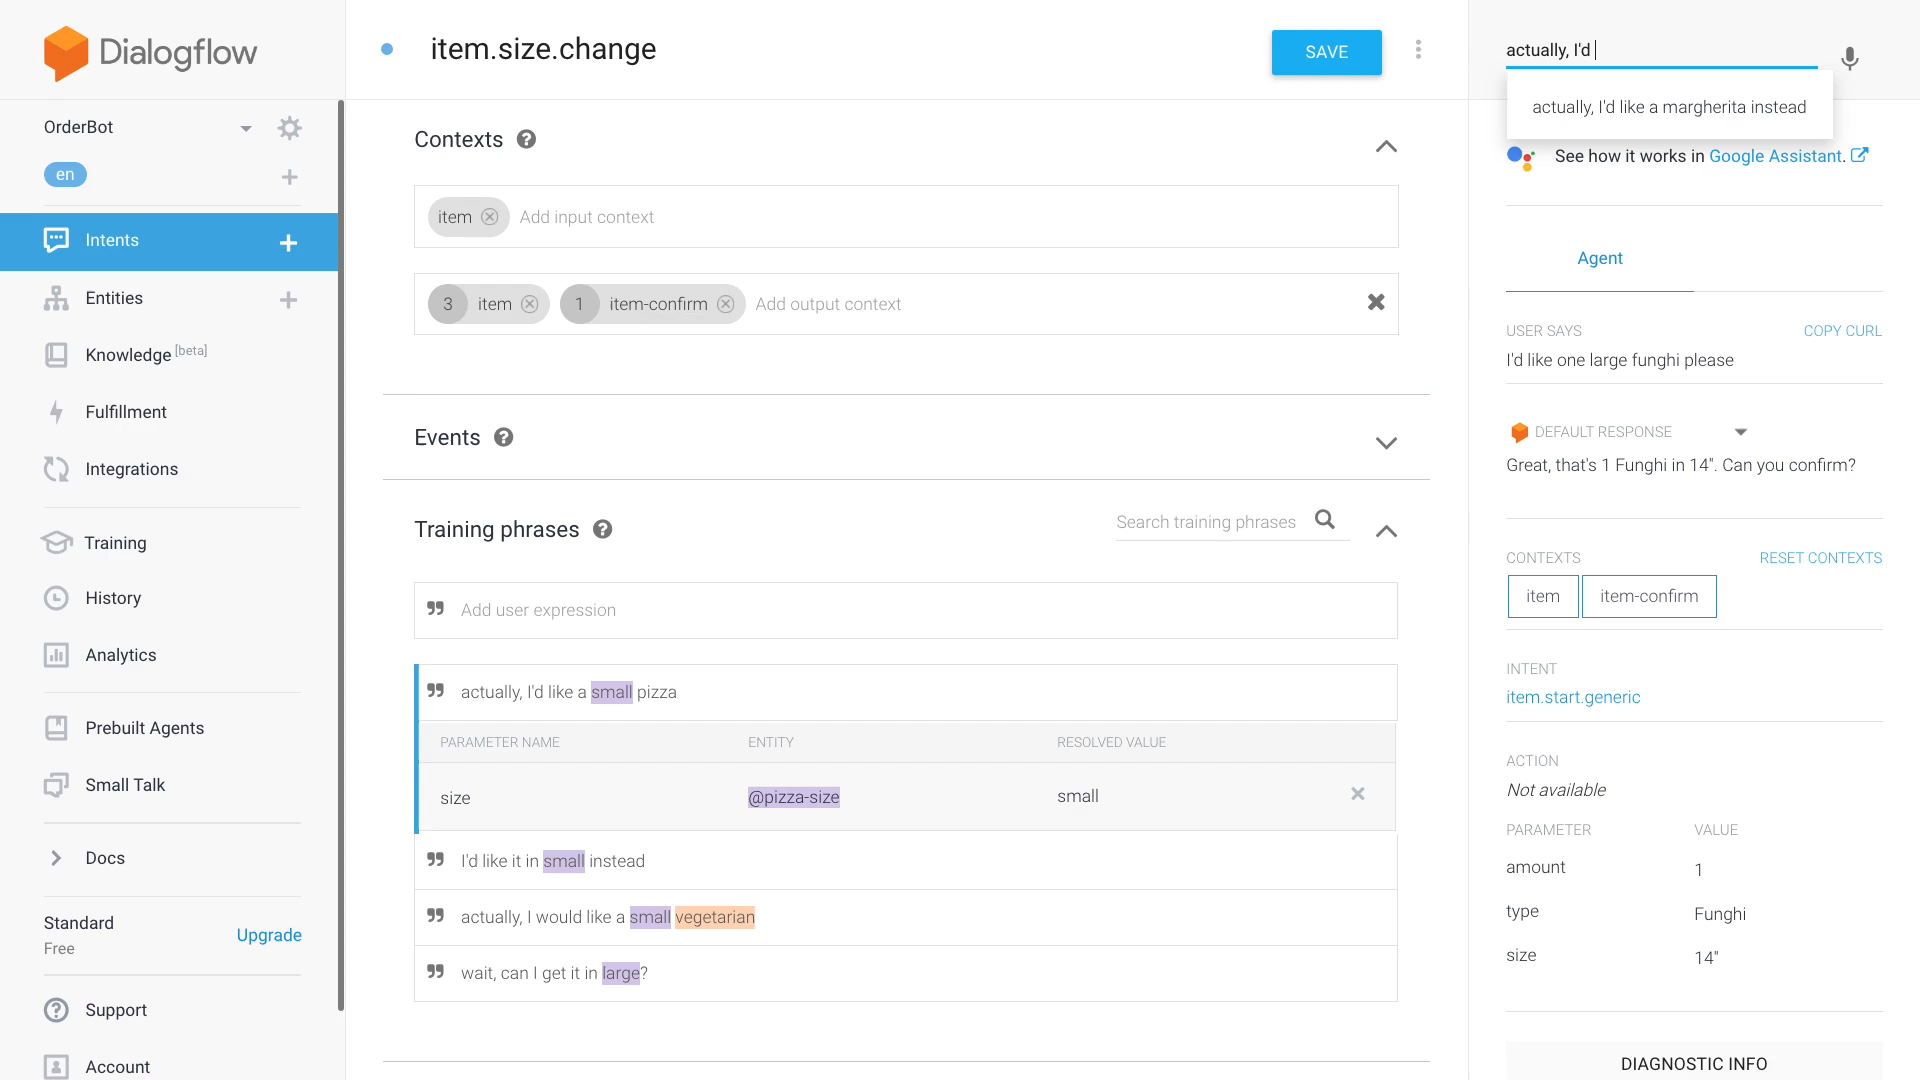 Dialogflow
OrderBot
en
Intents
Entities
Knowledge [beta]
Fulfillment
Integrations
Training
History
Analytics
Prebuilt Agents
Small Talk
Docs
Standard
Free
Upgrade
Support
Account
item.size.change
SAVE
Contexts
item Add input context
3 item 1 item-confirm Add output context
Events
Training phrases
Search training phrases
Add user expression
actually, I'd like a small pizza
PARAMETER NAME ENTITY RESOLVED VALUE
size @pizza-size small
I'd like it in small instead
actually, I would like a small vegetarian
wait, can I get it in large?
actually, I'd
actually, I'd like a margherita instead
See how it works in Google Assistant.
Agent
USER SAYS COPY CURL
I'd like one large funghi please
DEFAULT RESPONSE
Great, that's 1 Funghi in 14". Can you confirm?
CONTEXTS RESET CONTEXTS
item item-confirm
INTENT
item.start.generic
ACTION
Not available
PARAMETER VALUE
amount 1
type Funghi
size 14"
DIAGNOSTIC INFO